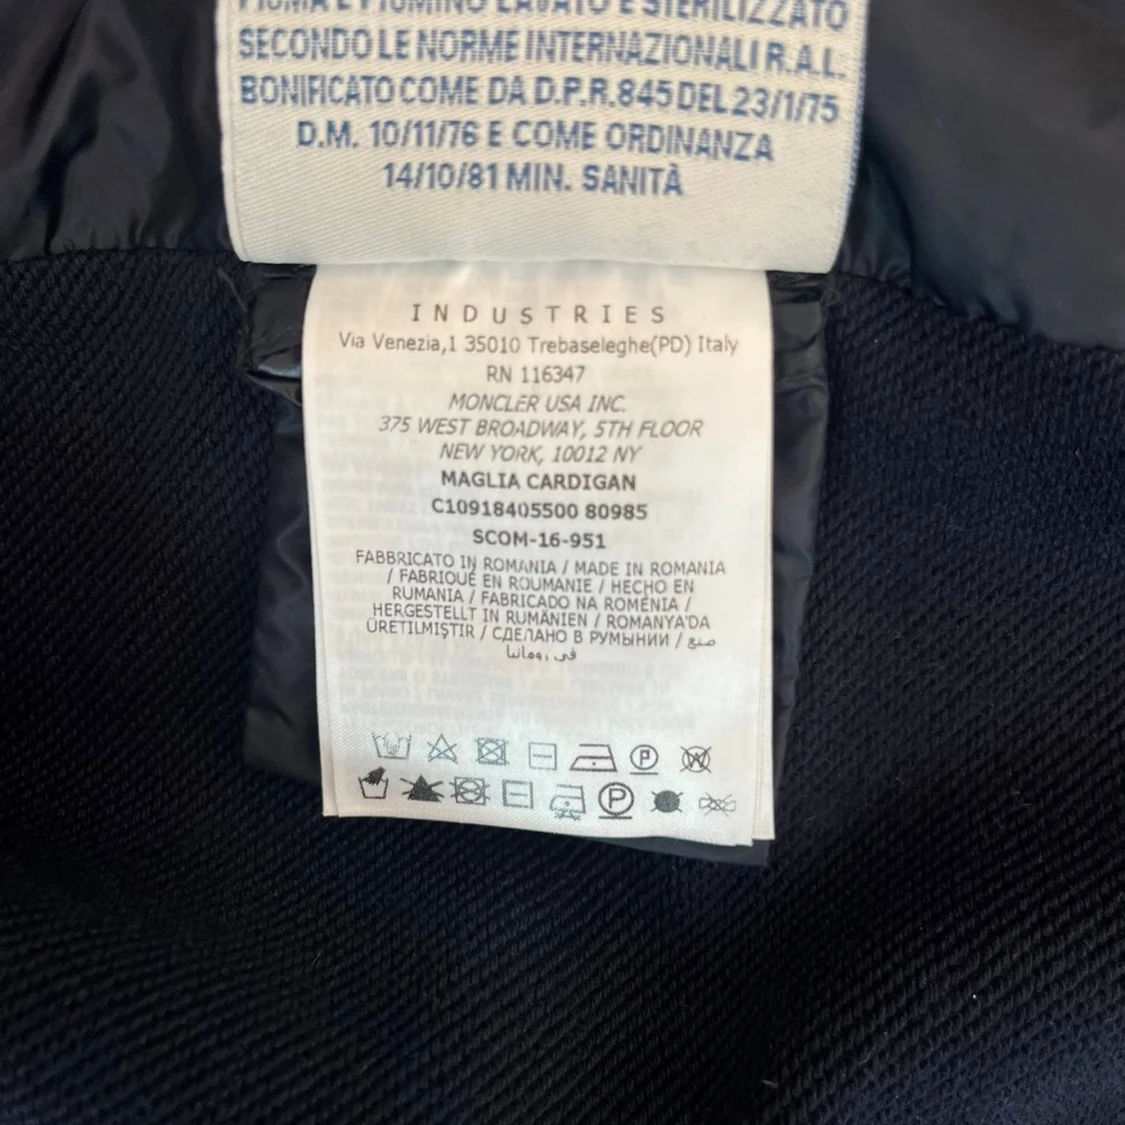 PIUMA E PIUMINO LAVATO E STERILIZZATO
SECONDO LE NORME INTERNAZIONALI R.A.L.
BONIFICATO COME DA D.P.R.845 DEL 23/1/75
D.M. 10/11/76 E COME ORDINANZA
14/10/81 MIN. SANITÀ
INDUSTRIES
Via Venezia,1 35010 Trebaseleghe(PD) Italy
RN 116347
MONCLER USA INC.
375 WEST BROADWAY, 5TH FLOOR
NEW YORK, 10012 NY
MAGLIA CARDIGAN
C10918405500 80985
SCOM-16-951
FABBRICATO IN ROMANIA / MADE IN ROMANIA
/ FABRIQUÉ EN ROUMANIE / HECHO EN
RUMANIA / FABRICADO NA ROMÉNIA /
HERGESTELLT IN RUMÄNIEN / ROMANYA'DA
ÜRETILMIŞTIR / СДЕЛАНО В РУМЫНИИ / صنع
في رومانيا
P W
P